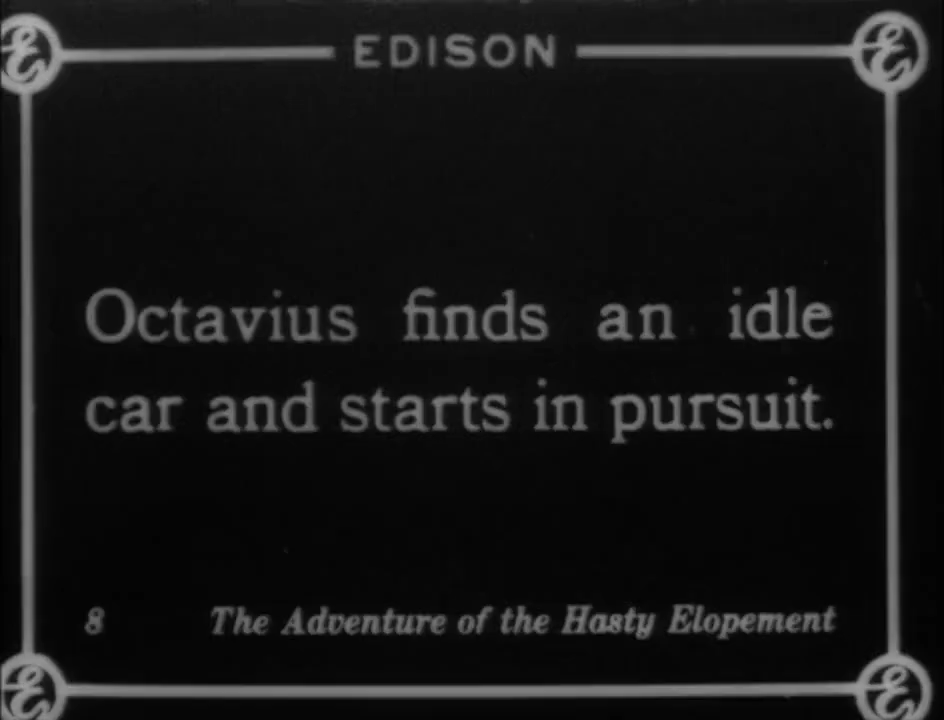 EDISON
Octavius finds an idle
car and starts in pursuit.
8 The Adventure of the Hasty Elopement